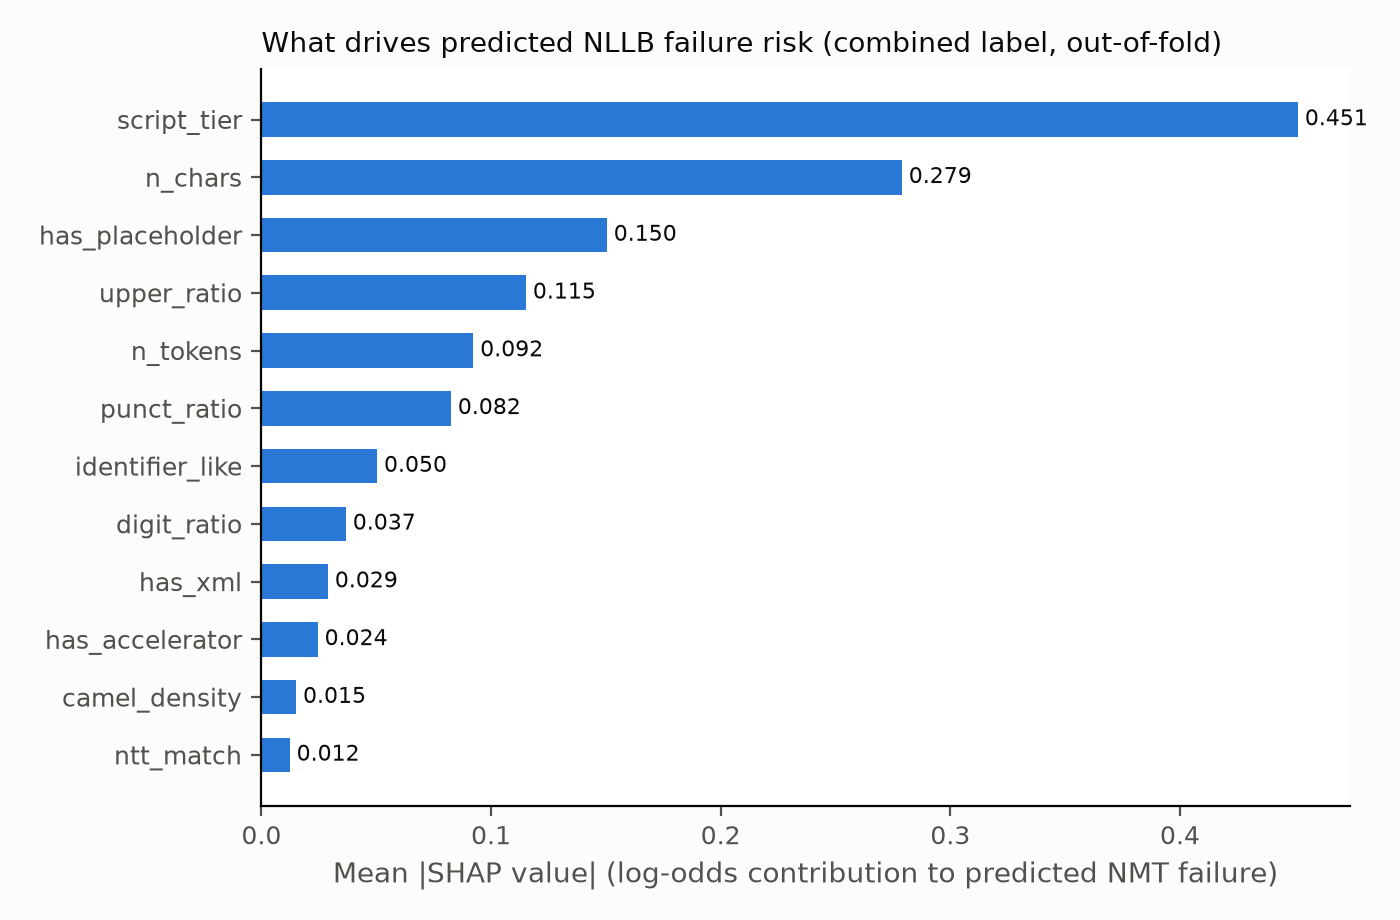 What drives predicted NLLB failure risk (combined label, out-of-fold)
script_tier 0.451
n_chars 0.279
has_placeholder 0.150
upper_ratio 0.115
n_tokens 0.092
punct_ratio 0.082
identifier_like 0.050
digit_ratio 0.037
has_xml 0.029
has_accelerator 0.024
camel_density 0.015
ntt_match 0.012
0.0 0.1 0.2 0.3 0.4
Mean |SHAP value| (log-odds contribution to predicted NMT failure)